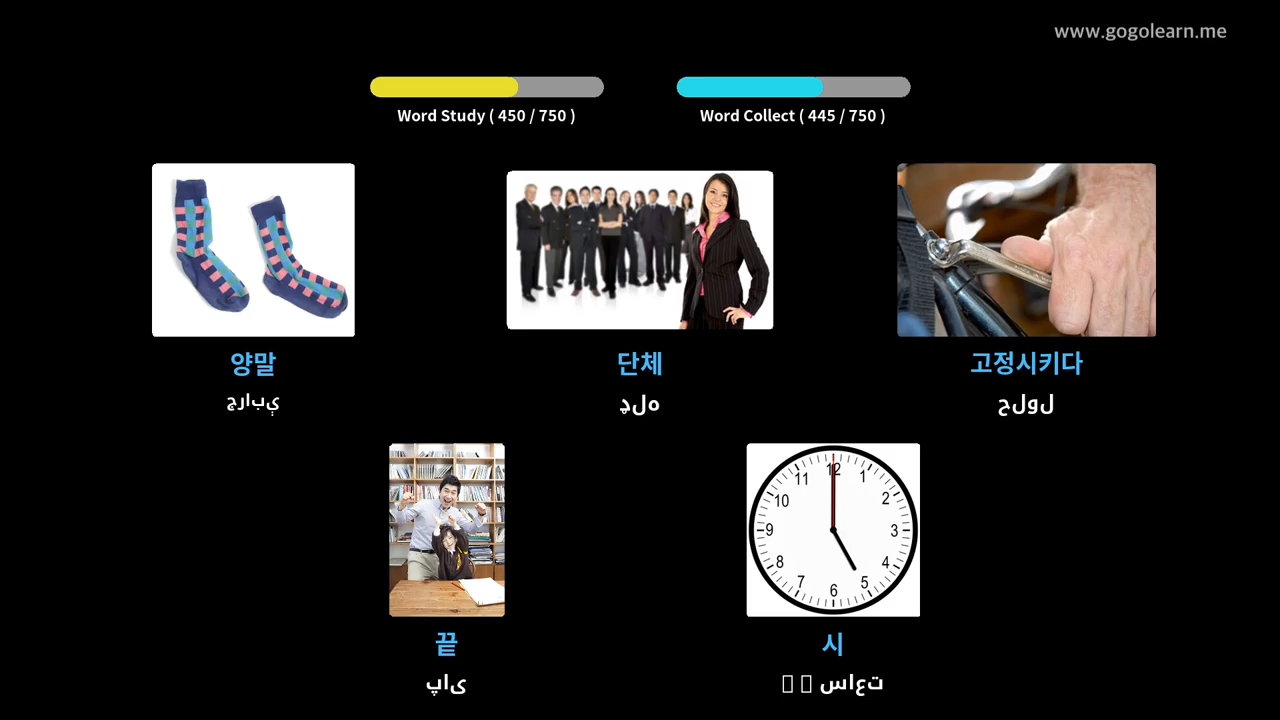 www.gogolearn.me
Word Study ( 450 / 750 )
Word Collect ( 445 / 750 )
양말
단체
고정시키다
جرابې
ډله
حلول
끝
시
پای
ساعت